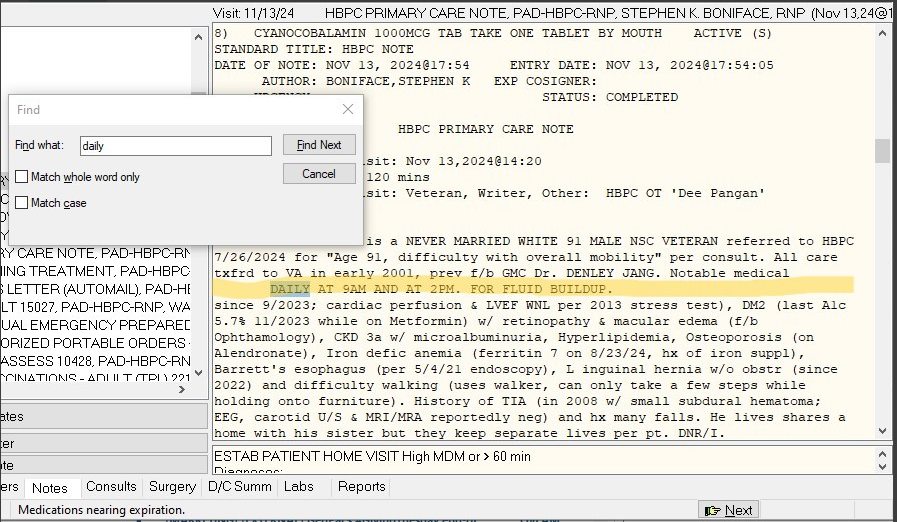 Visit: 11/13/24 HBPC PRIMARY CARE NOTE, PAD-HBPC-RNP, STEPHEN K. BONIFACE, RNP (Nov 13,24@1
8) CYANOCOBALAMIN 1000MCG TAB TAKE ONE TABLET BY MOUTH ACTIVE (S)
STANDARD TITLE: HBPC NOTE
DATE OF NOTE: NOV 13, 2024@17:54 ENTRY DATE: NOV 13, 2024@17:54:05
AUTHOR: BONIFACE,STEPHEN K EXP COSIGNER:
STATUS: COMPLETED
HBPC PRIMARY CARE NOTE
sit: Nov 13,2024@14:20
120 mins
sit: Veteran, Writer, Other: HBPC OT 'Dee Pangan'
is a NEVER MARRIED WHITE 91 MALE NSC VETERAN referred to HBPC
7/26/2024 for "Age 91, difficulty with overall mobility" per consult. All care
txfrd to VA in early 2001, prev f/b GMC Dr. DENLEY JANG. Notable medical
DAILY AT 9AM AND AT 2PM. FOR FLUID BUILDUP.
since 9/2023; cardiac perfusion & LVEF WNL per 2013 stress test), DM2 (last A1c
5.7% 11/2023 while on Metformin) w/ retinopathy & macular edema (f/b
Ophthamology), CKD 3a w/ microalbuminuria, Hyperlipidemia, Osteoporosis (on
Alendronate), Iron defic anemia (ferritin 7 on 8/23/24, hx of iron suppl),
Barrett's esophagus (per 5/4/21 endoscopy), L inguinal hernia w/o obstr (since
2022) and difficulty walking (uses walker, can only take a few steps while
holding onto furniture). History of TIA (in 2008 w/ small subdural hematoma;
EEG, carotid U/S & MRI/MRA reportedly neg) and hx many falls. He lives shares a
home with his sister but they keep separate lives per pt. DNR/I.
ESTAB PATIENT HOME VISIT High MDM or > 60 min
Diagnoses:
Find
Find what: daily
Find Next
Match whole word only
Cancel
Match case
RY CARE NOTE, PAD-HBPC-RN
ING TREATMENT, PAD-HBPC-
S LETTER (AUTOMAIL), PAD-H
ULT 15027, PAD-HBPC-RNP, WA
UAL EMERGENCY PREPARED
ORIZED PORTABLE ORDERS -
ASSESS 10428, PAD-HBPC-RN
CCINATIONS - ADULT (TPL) 221
ates
ter
te
ers Notes Consults Surgery D/C Summ Labs Reports
Medications nearing expiration.
Next